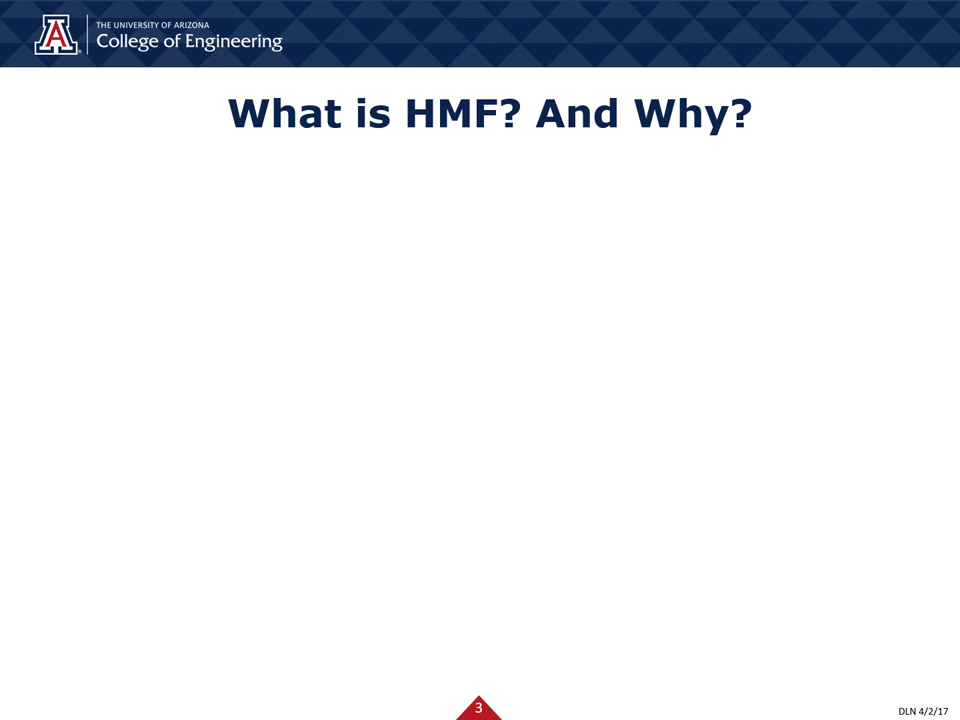 THE UNIVERSITY OF ARIZONA
College of Engineering
What is HMF? And Why?
3
DLN 4/2/17